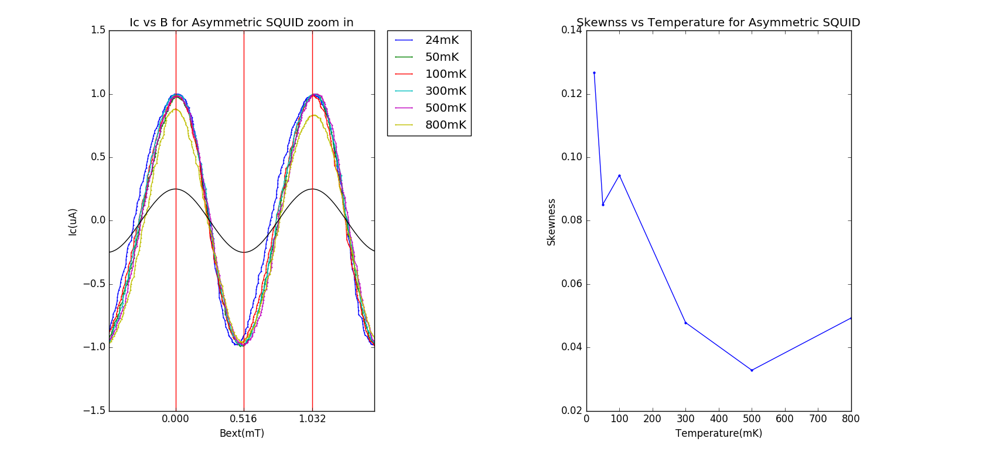 Ic vs B for Asymmetric SQUID zoom in
1.5
1.0
0.5
0.0
−0.5
−1.0
−1.5
Ic(uA)
0.000 0.516 1.032
Bext(mT)
24mK
50mK
100mK
300mK
500mK
800mK
Skewnss vs Temperature for Asymmetric SQUID
0.14
0.12
0.10
0.08
0.06
0.04
0.02
Skewness
0 100 200 300 400 500 600 700 800
Temperature(mK)